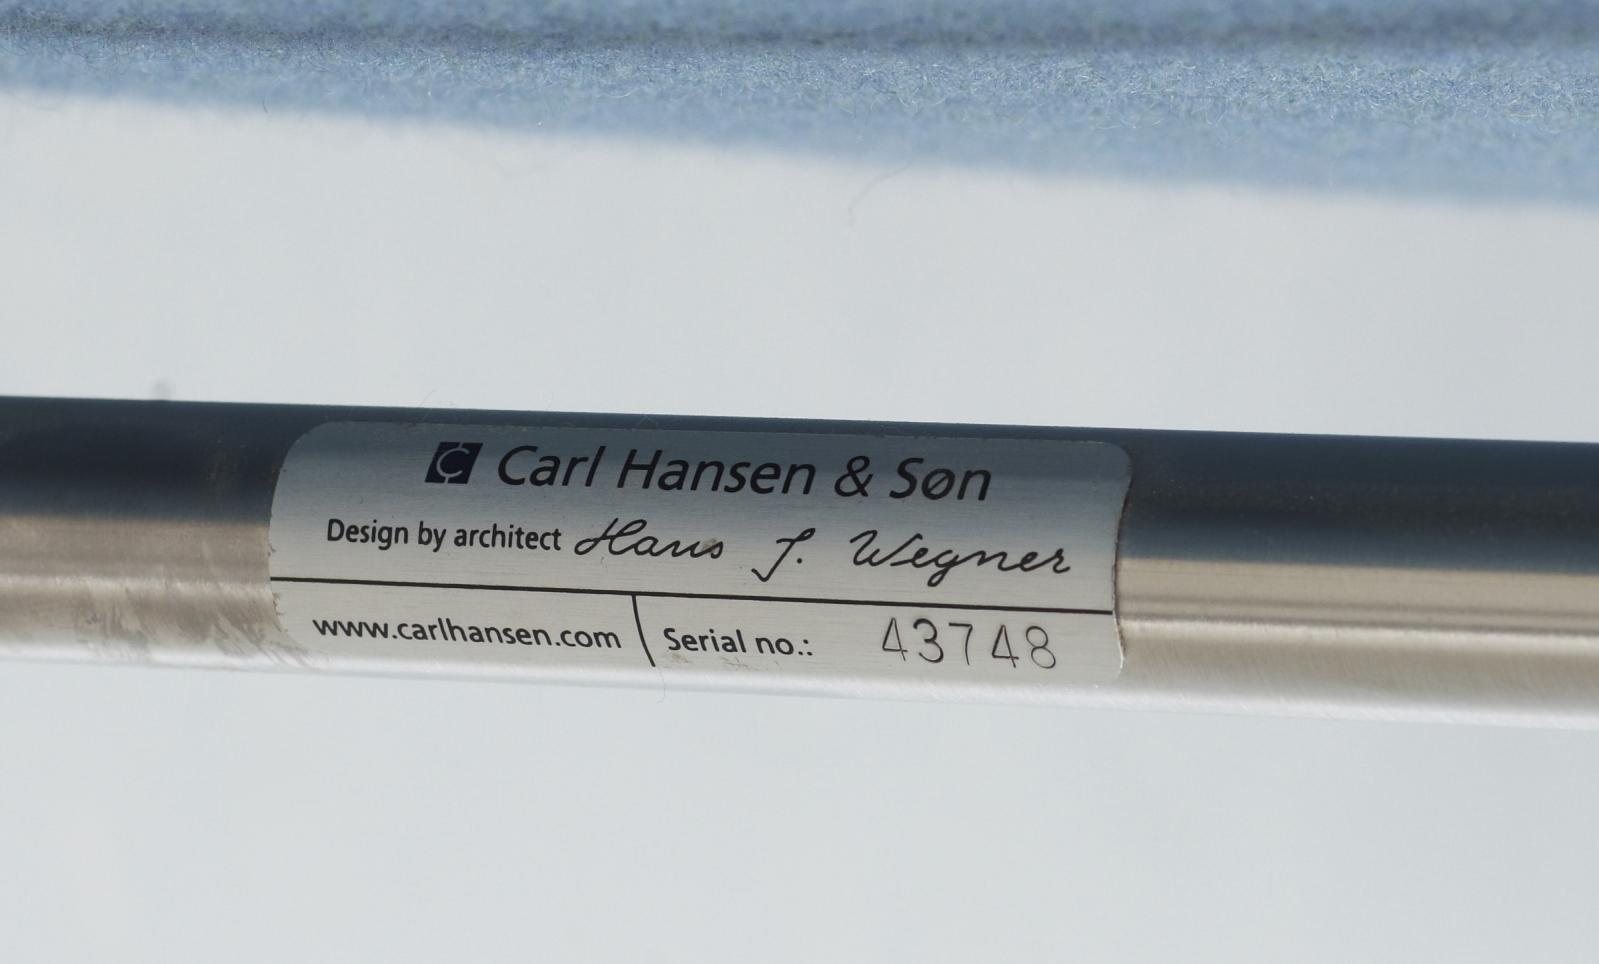 Carl Hansen & Søn
Design by architect Hans J. Wegner
www.carlhansen.com
Serial no.: 43748